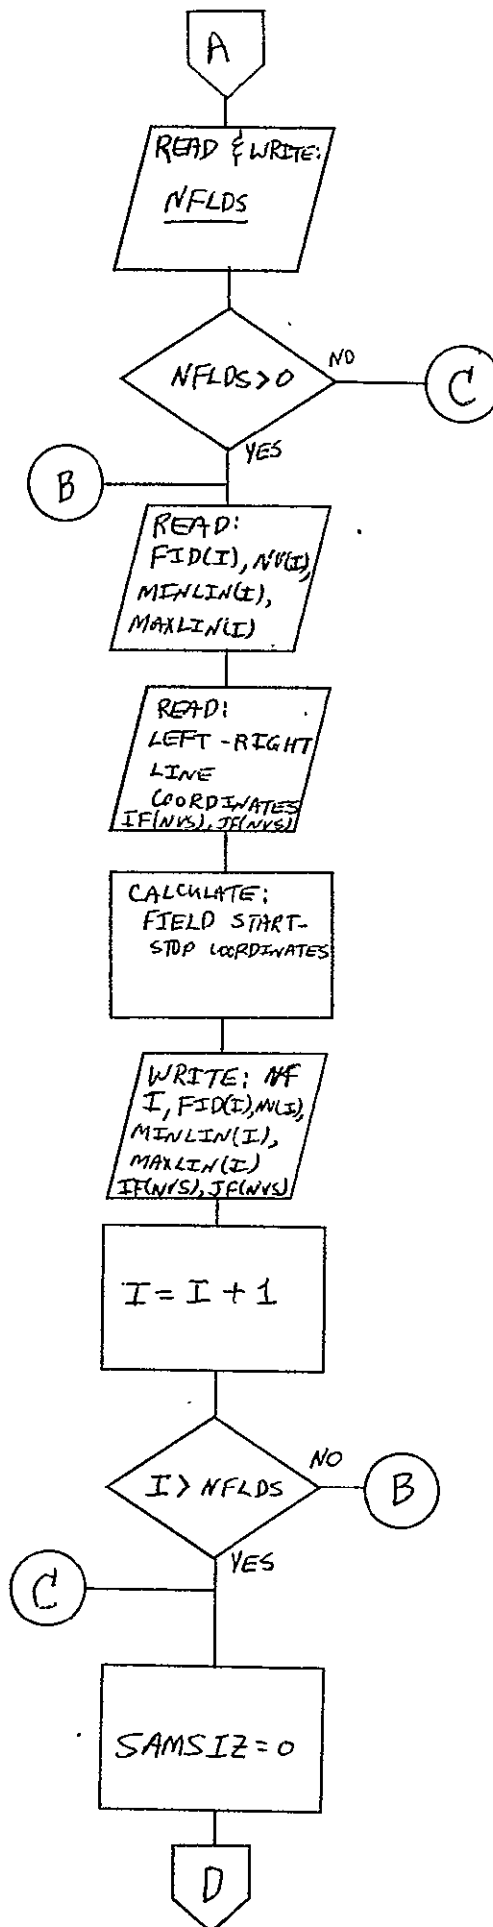 A
READ & WRITE:
NFLDS
NFLDS > 0
NO
C
YES
B
READ:
FID(I), NV(I),
MINLIN(I),
MAXLIN(I)
READ:
LEFT-RIGHT
LINE
COORDINATES
IF(NVS), JF(NVS)
CALCULATE:
FIELD START-
STOP COORDINATES
WRITE:
I, FID(I), NV(I),
MINLIN(I),
MAXLIN(I)
IF(NVS), JF(NVS)
I = I + 1
I > NFLDS
NO
B
YES
C
SAMSIZ = 0
D